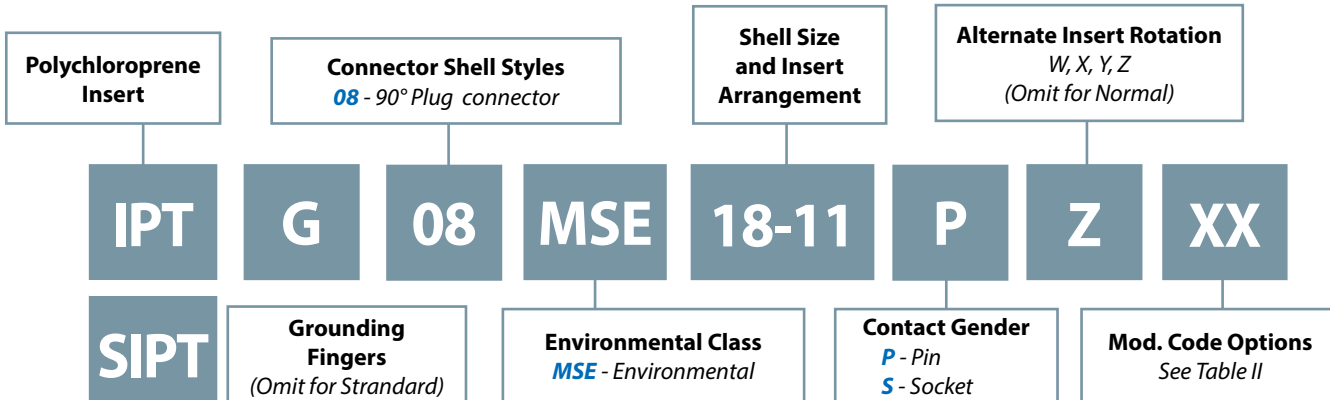 Polychloroprene
Insert
Connector Shell Styles
08 - 90° Plug connector
Shell Size
and Insert
Arrangement
Alternate Insert Rotation
W, X, Y, Z
(Omit for Normal)
IPT
G
08
MSE
18-11
P
Z
XX
SIPT
Grounding
Fingers
(Omit for Strandard)
Environmental Class
MSE - Environmental
Contact Gender
P - Pin
S - Socket
Mod. Code Options
See Table II